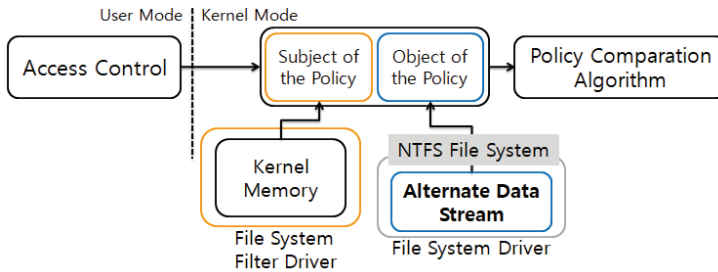 User Mode
Kernel Mode
Access Control
Subject of
the Policy
Object of
the Policy
Policy Comparation
Algorithm
NTFS File System
Kernel
Memory
Alternate Data
Stream
File System
Filter Driver
File System Driver